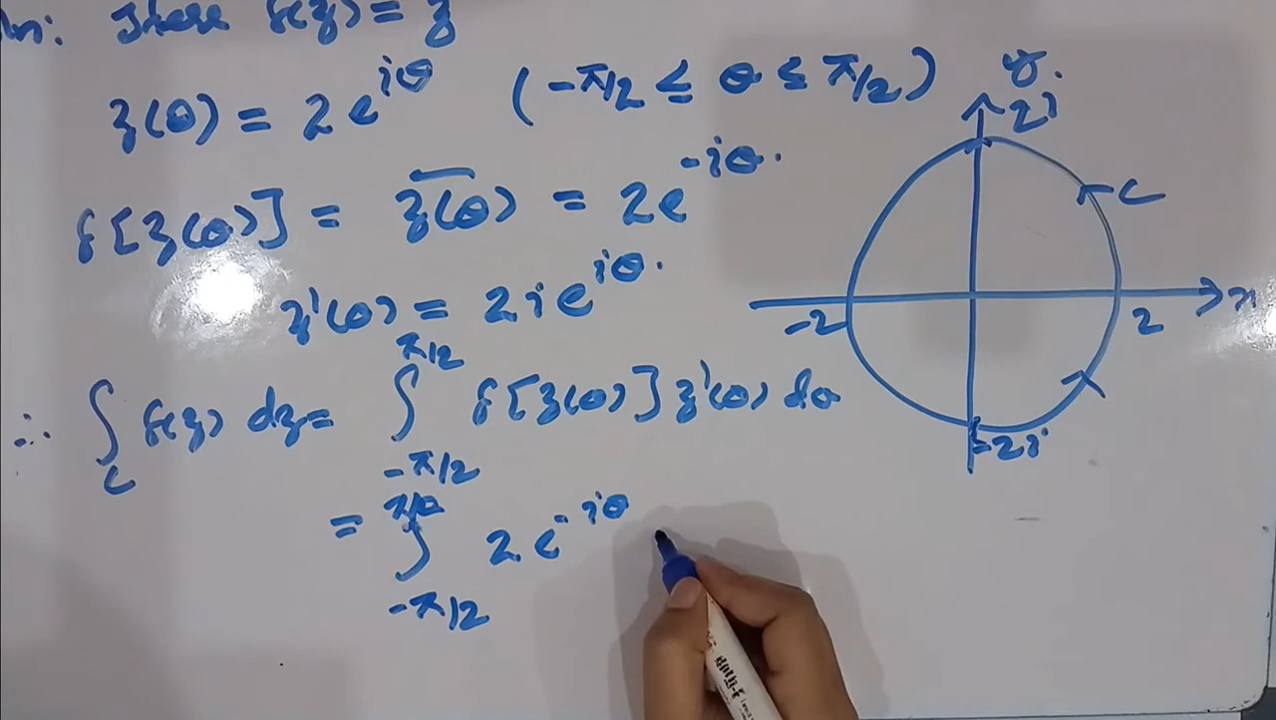 Soln: Here f(z) = z̅
z(θ) = 2e^{iθ} (-π/2 ≤ θ ≤ π/2)
f[z(θ)] = \overline{z(θ)} = 2e^{-iθ}.
z'(θ) = 2ie^{iθ}.
∴ ∫_C f(z) dz = ∫_{-π/2}^{π/2} f[z(θ)] z'(θ) dθ
= ∫_{-π/2}^{π/2} 2e^{-iθ}
y.
2i
C
-2
2
x
-2i